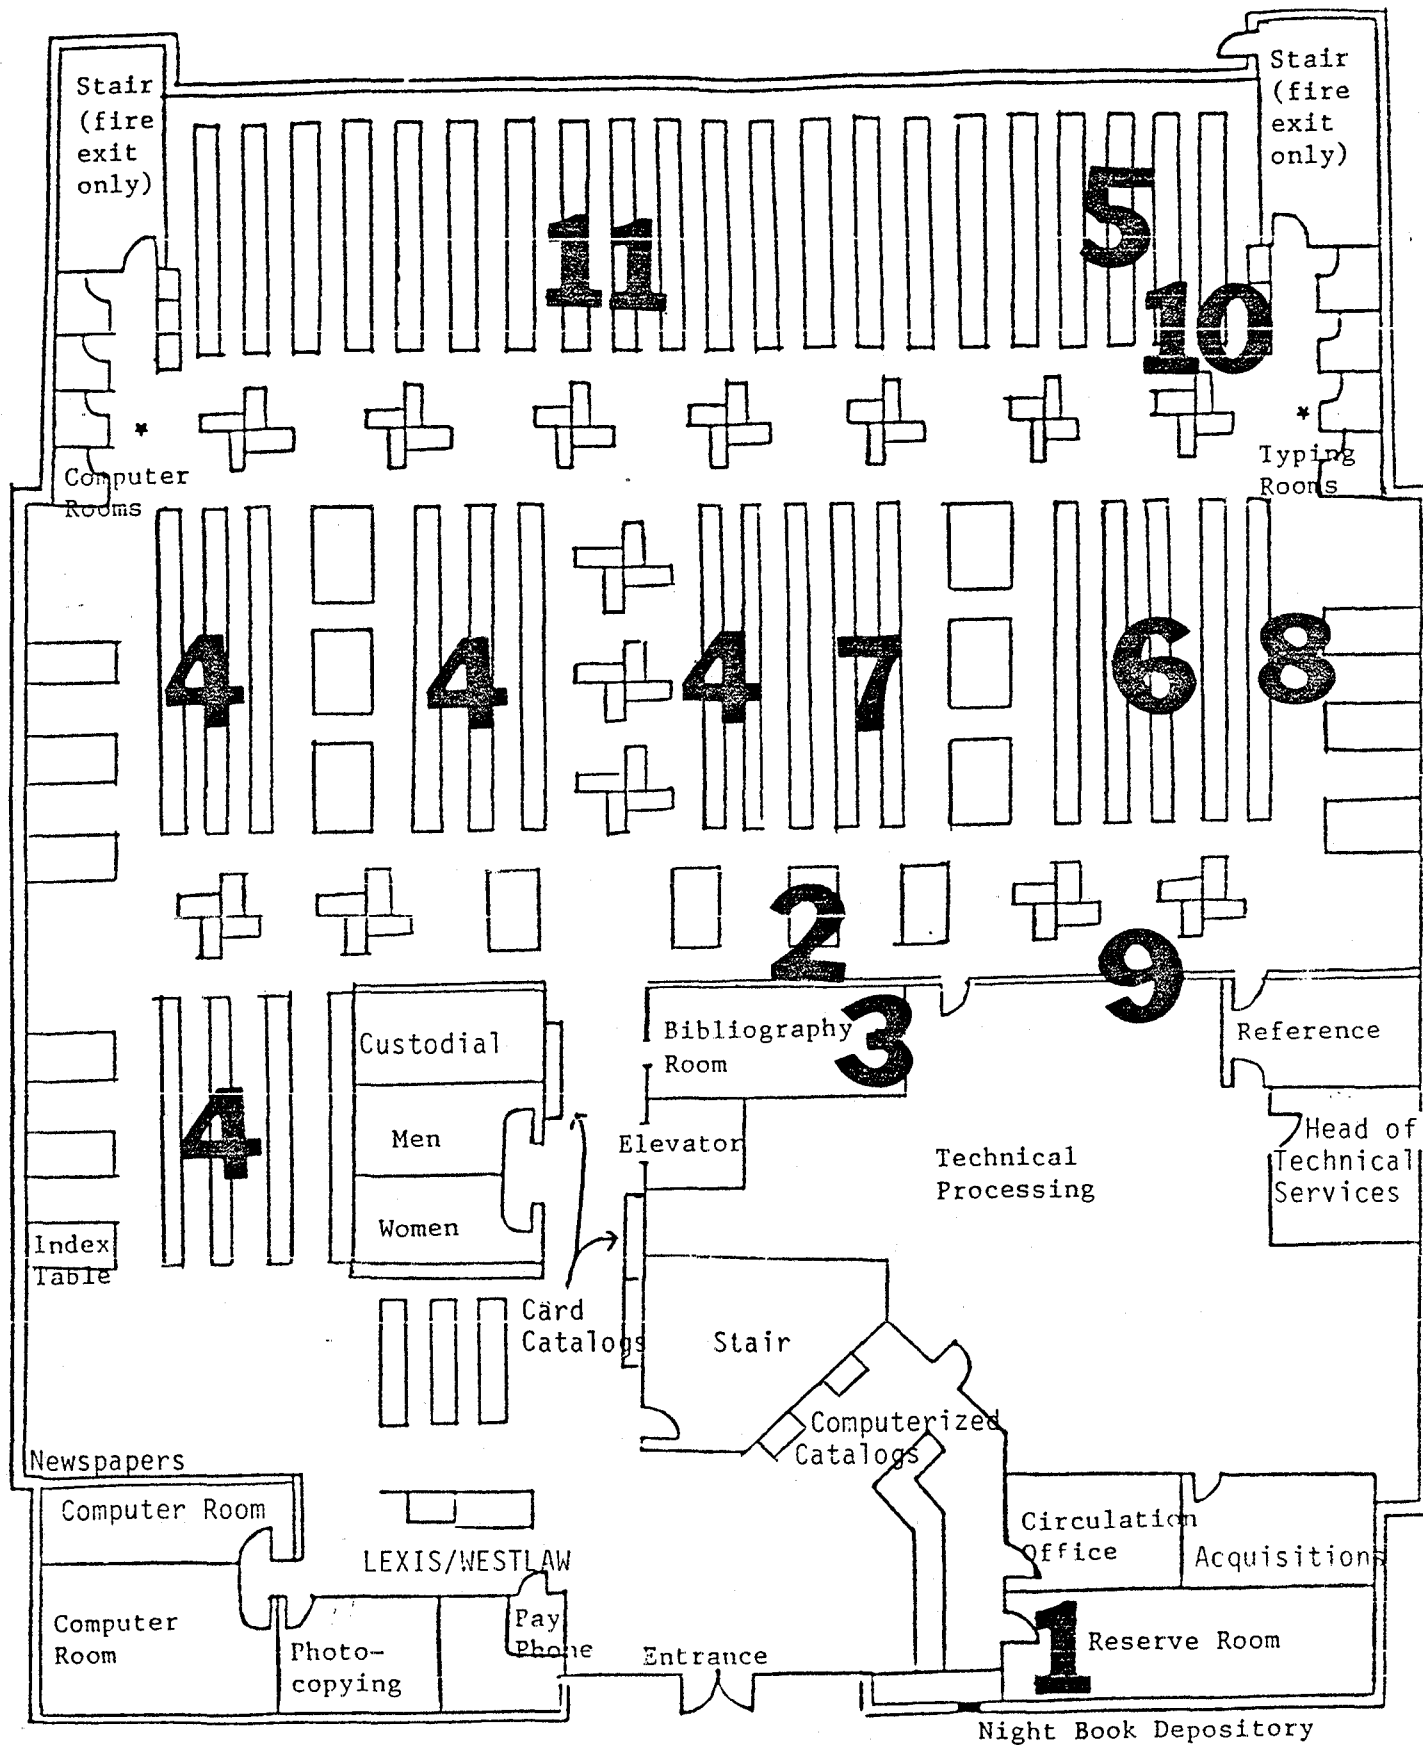 Stair
(fire
exit
only)
Stair
(fire
exit
only)
5
11
10
*
*
Computer
Rooms
Typing
Rooms
4
4
4
7
6
8
2
9
3
Bibliography
Room
Custodial
Reference
4
Men
Elevator
Women
Technical
Processing
Head of
Technical
Services
Index
Table
Card
Catalogs
Stair
Computerized
Catalogs
Newspapers
Computer Room
LEXIS/WESTLAW
Circulation
Office
Acquisitions
Computer
Room
Photo-
copying
Pay
Phone
Entrance
1
Reserve Room
Night Book Depository